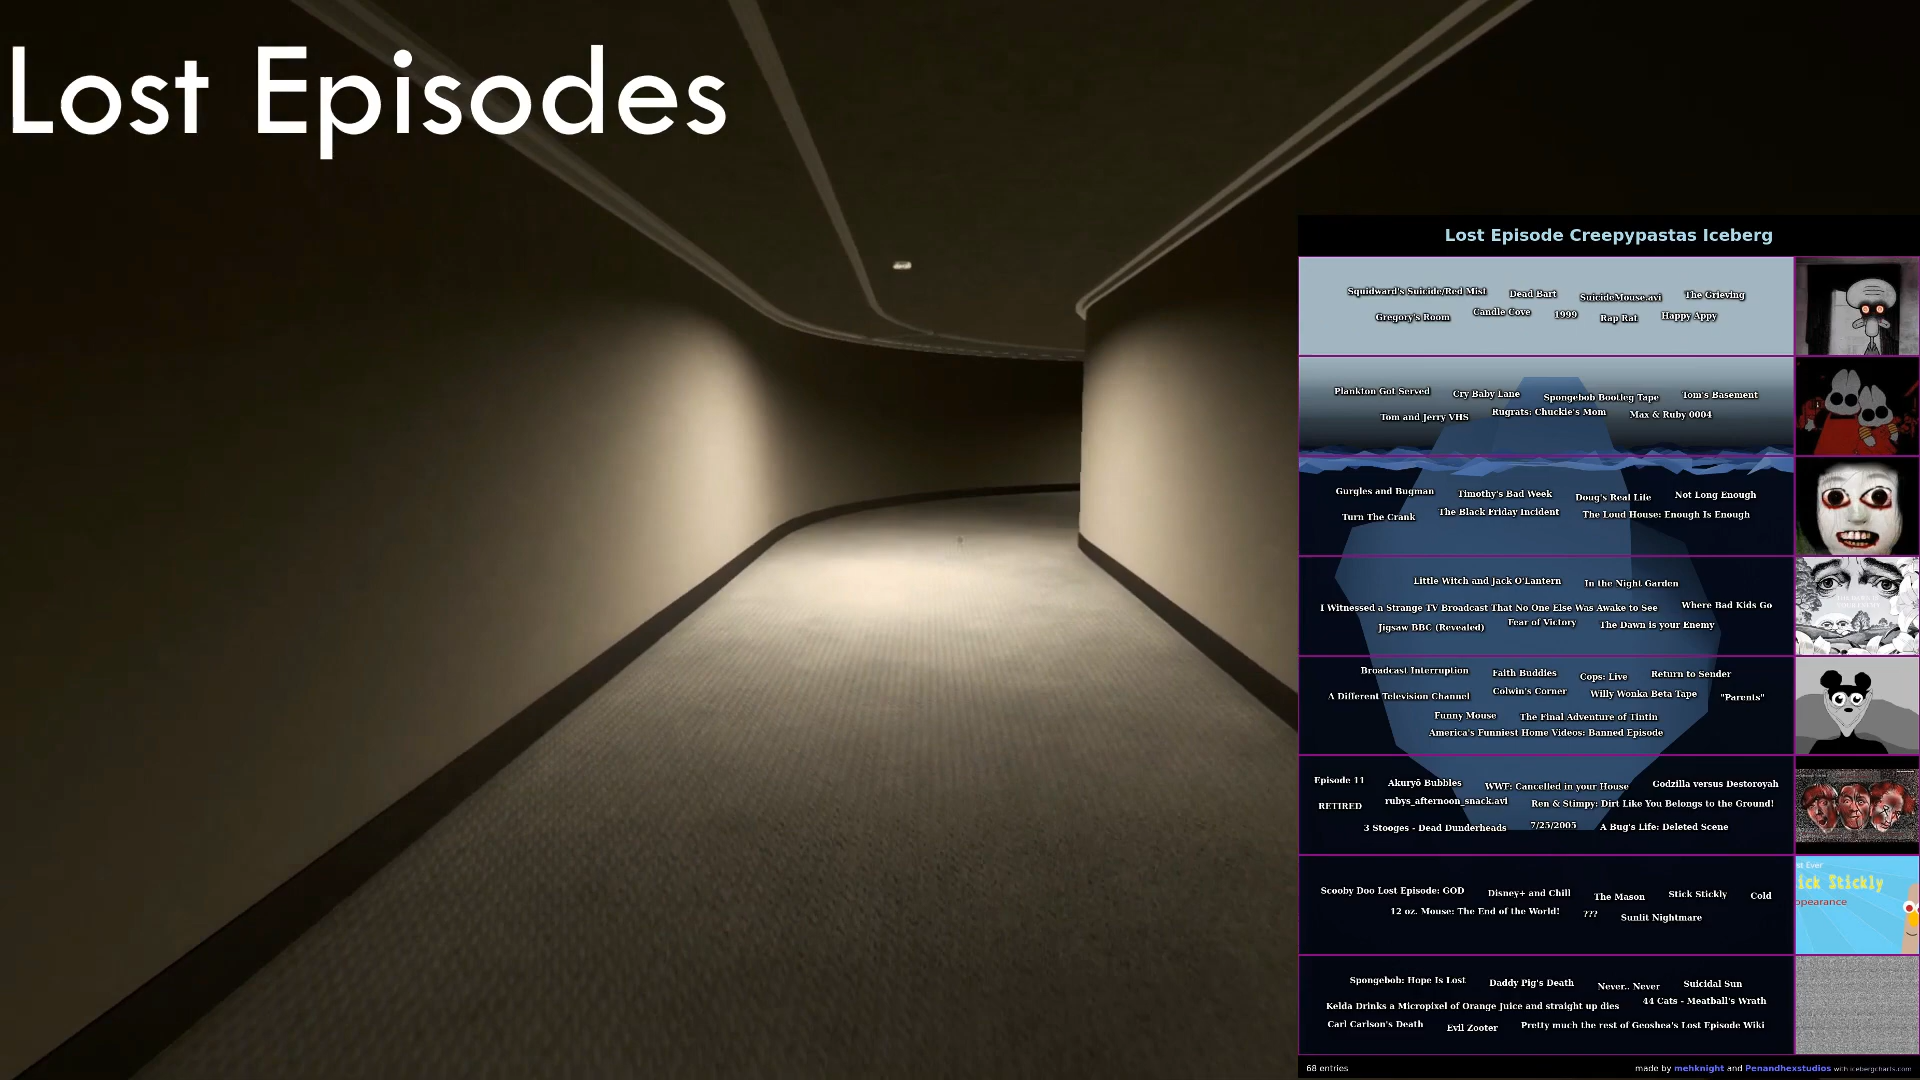 Lost Episodes
Lost Episode Creepypastas Iceberg
Squidward's Suicide/Red Mist
Dead Bart
SuicideMouse.avi
The Grieving
Gregory's Room
Candle Cove
1999
Rap Rat
Happy Appy
Plankton Got Served
Cry Baby Lane
Spongebob Bootleg Tape
Tom's Basement
Tom and Jerry VHS
Rugrats: Chuckie's Mom
Max & Ruby 0004
Gurgles and Bugman
Timothy's Bad Week
Doug's Real Life
Not Long Enough
Turn The Crank
The Black Friday Incident
The Loud House: Enough Is Enough
Little Witch and Jack O'Lantern
In the Night Garden
I Witnessed a Strange TV Broadcast That No One Else Was Awake to See
Where Bad Kids Go
Jigsaw BBC (Revealed)
Fear of Victory
The Dawn is your Enemy
Broadcast Interruption
Faith Buddies
Cops: Live
Return to Sender
A Different Television Channel
Colwin's Corner
Willy Wonka Beta Tape
"Parents"
Funny Mouse
The Final Adventure of Tintin
America's Funniest Home Videos: Banned Episode
Episode 11
Akuryō Bubbles
WWF: Cancelled in your House
Godzilla versus Destoroyah
RETIRED
rubys_afternoon_snack.avi
Ren & Stimpy: Dirt Like You Belongs to the Ground!
3 Stooges - Dead Dunderheads
7/25/2005
A Bug's Life: Deleted Scene
Scooby Doo Lost Episode: GOD
Disney+ and Chill
The Mason
Stick Stickly
Cold
12 oz. Mouse: The End of the World!
???
Sunlit Nightmare
st Ever
ick Stickly
ppearance
Spongebob: Hope Is Lost
Daddy Pig's Death
Never.. Never
Suicidal Sun
Kelda Drinks a Micropixel of Orange Juice and straight up dies
44 Cats - Meatball's Wrath
Carl Carlson's Death
Evil Zooter
Pretty much the rest of Geoshea's Lost Episode Wiki
68 entries
made by mehknight and Penandhexstudios with icebergcharts.com